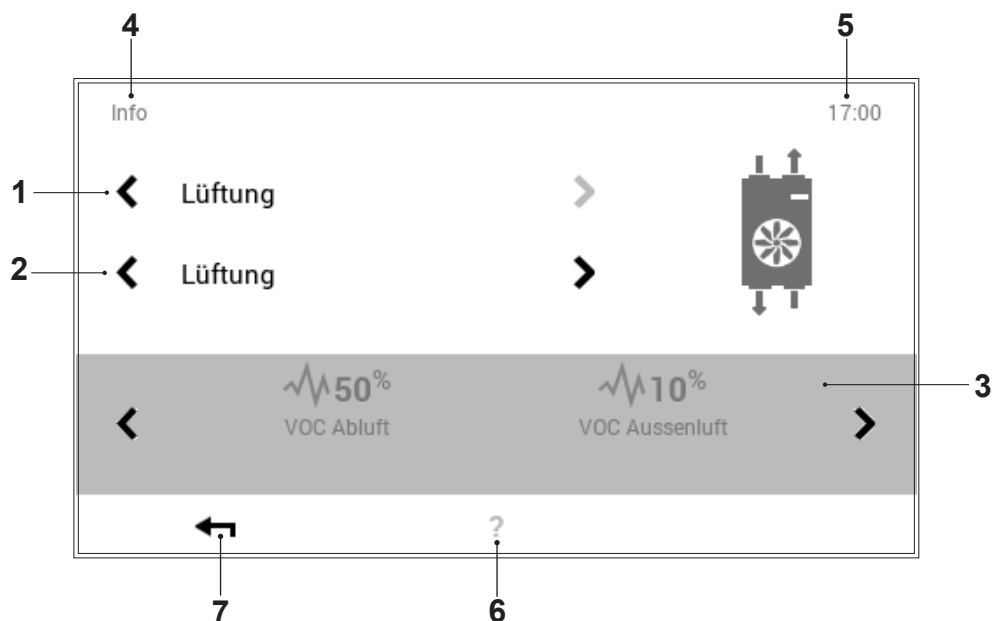 4 5
Info 17:00
1 Lüftung
2 Lüftung
50% 10% 3
VOC Abluft VOC Aussenluft
?
7 6